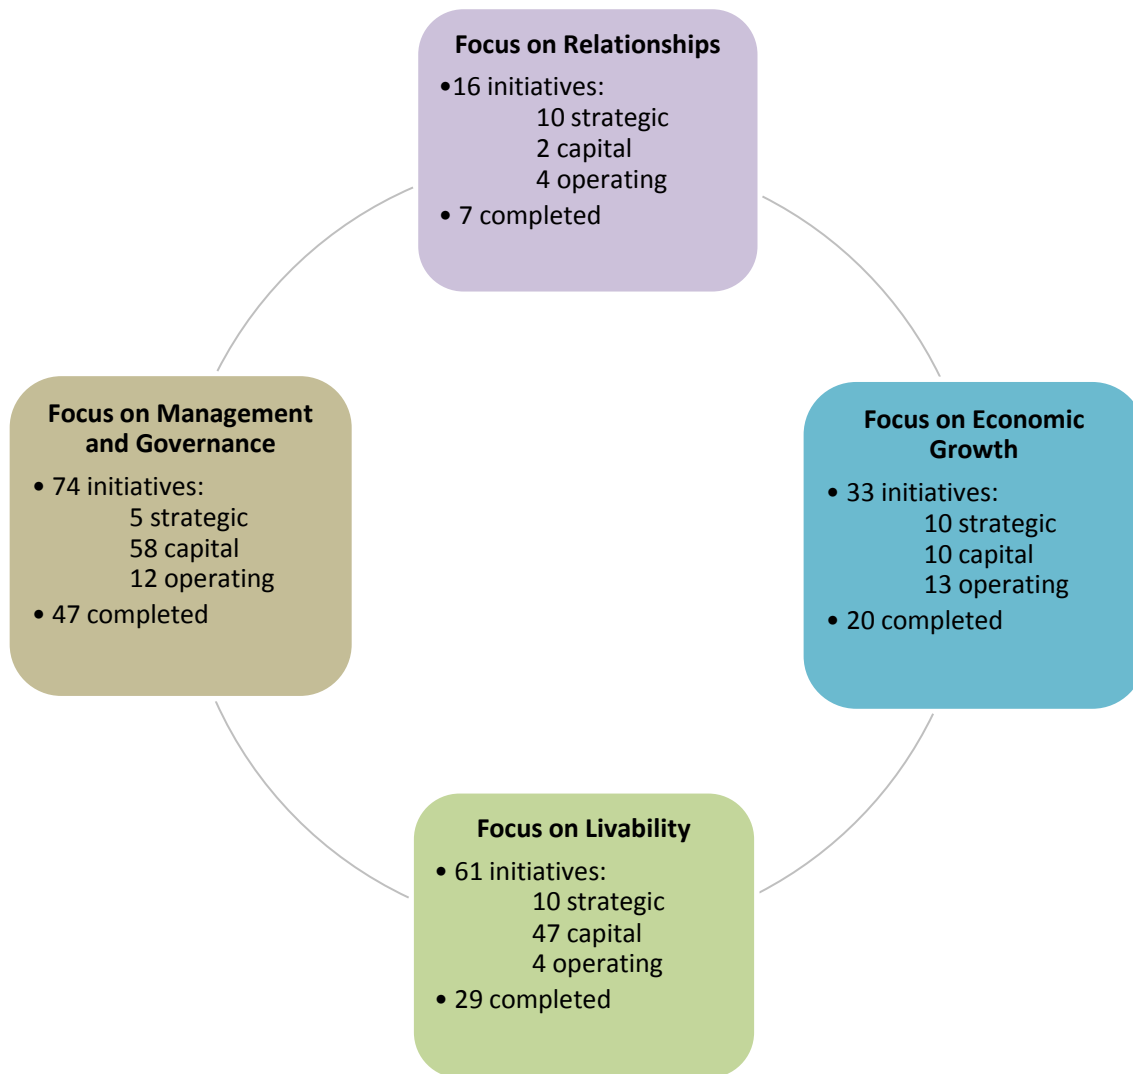 Focus on Relationships
•16 initiatives:
10 strategic
2 capital
4 operating
• 7 completed
Focus on Management
and Governance
• 74 initiatives:
5 strategic
58 capital
12 operating
• 47 completed
Focus on Economic
Growth
• 33 initiatives:
10 strategic
10 capital
13 operating
• 20 completed
Focus on Livability
• 61 initiatives:
10 strategic
47 capital
4 operating
• 29 completed